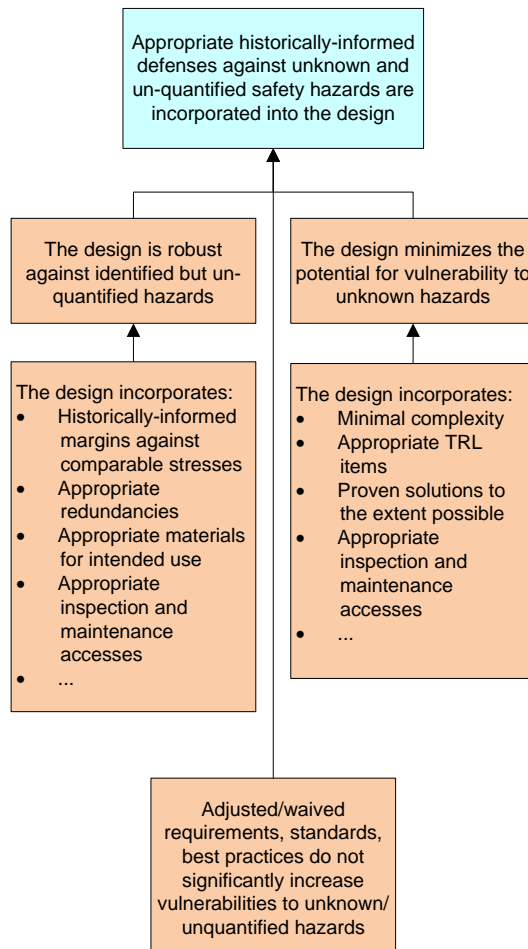 Appropriate historically-informed
defenses against unknown and
un-quantified safety hazards are
incorporated into the design
The design is robust
against identified but un-
quantified hazards
The design minimizes the
potential for vulnerability to
unknown hazards
The design incorporates:
• Historically-informed
margins against
comparable stresses
• Appropriate
redundancies
• Appropriate materials
for intended use
• Appropriate
inspection and
maintenance
accesses
• ...
The design incorporates:
• Minimal complexity
• Appropriate TRL
items
• Proven solutions to
the extent possible
• Appropriate
inspection and
maintenance
accesses
• ...
Adjusted/waived
requirements, standards,
best practices do not
significantly increase
vulnerabilities to unknown/
unquantified hazards